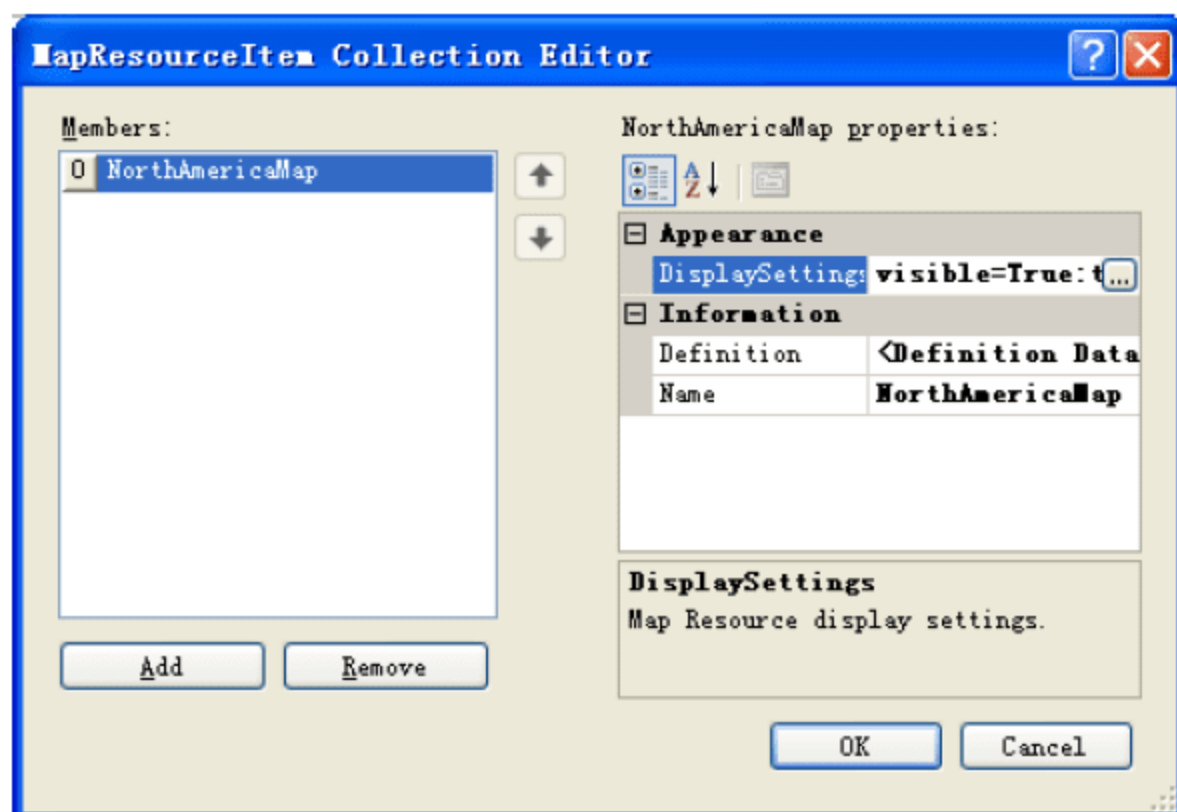 MapResourceItem Collection Editor
Members:
0 NorthAmericaMap
Add
Remove
NorthAmericaMap properties:
Appearance
DisplaySettings visible=True:t...
Information
Definition <Definition Data
Name NorthAmericaMap
DisplaySettings
Map Resource display settings.
OK
Cancel